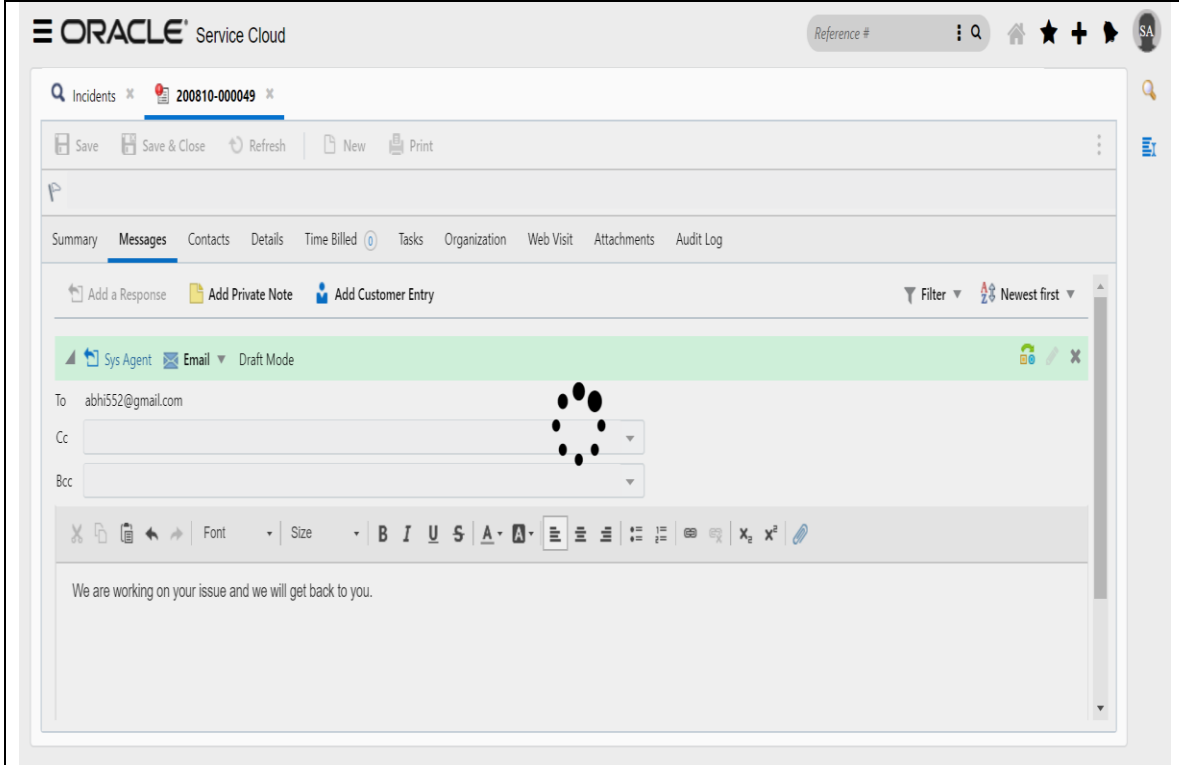 ORACLE Service Cloud
Reference #
SA
Incidents
200810-000049
Save Save & Close Refresh New Print
Summary Messages Contacts Details Time Billed 0 Tasks Organization Web Visit Attachments Audit Log
Add a Response Add Private Note Add Customer Entry Filter Newest first
Sys Agent Email Draft Mode
To abhi552@gmail.com
Cc
Bcc
Font Size B I U S A A X₂ X²
We are working on your issue and we will get back to you.